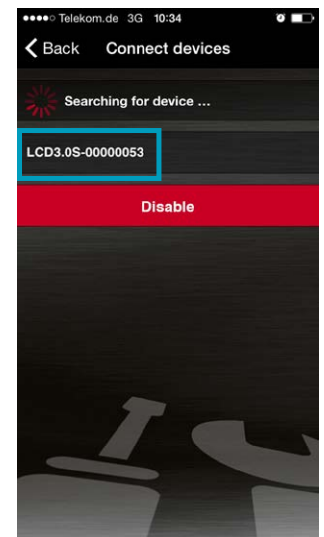 Telekom.de 3G 10:34
Back Connect devices
Searching for device ...
LCD3.0S-00000053
Disable